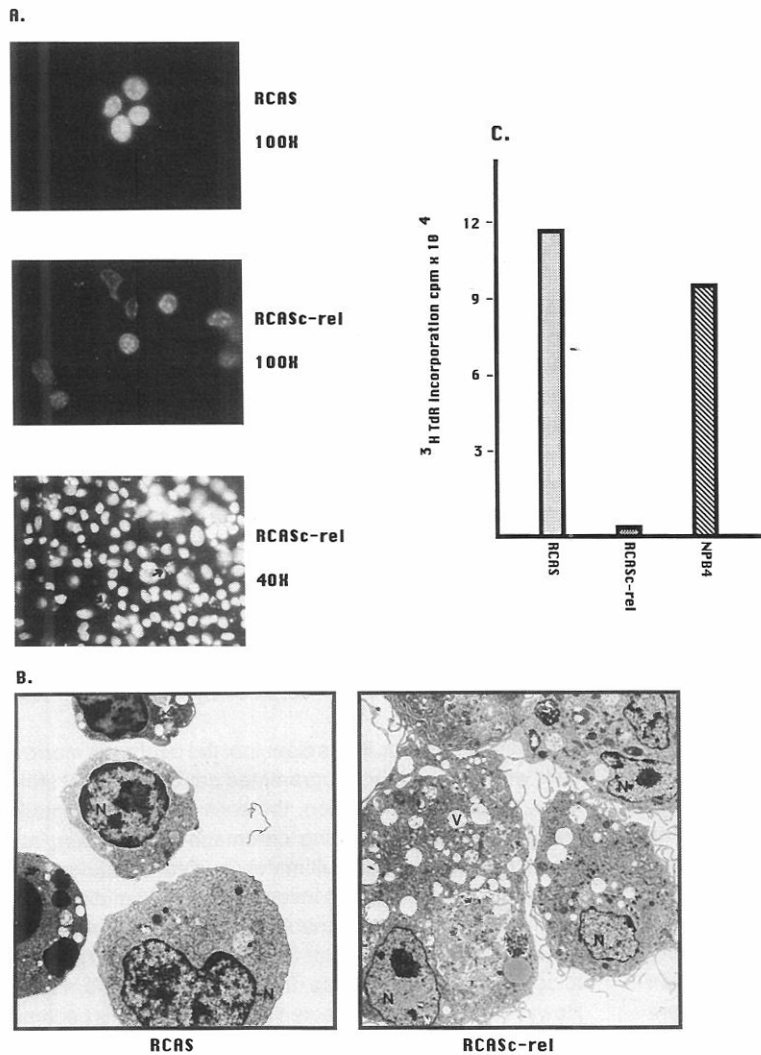 A.
RCAS
100X
RCASc-rel
100X
RCASc-rel
40X
C.
³H TdR incorporation cpm x 10 4
12
9
6
3
RCAS
RCASc-rel
NPB4
B.
N
N
RCAS
V
N
N
N
RCASc-rel